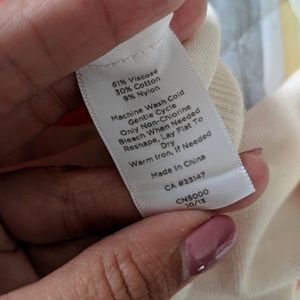 61% Viscose
30% Cotton
9% Nylon
Machine Wash Cold
Gentle Cycle
Only Non-Chlorine
Bleach When Needed
Reshape, Lay Flat To
Dry
Warm Iron, If Needed
Made In China
CA #23147
CN5000
10/13